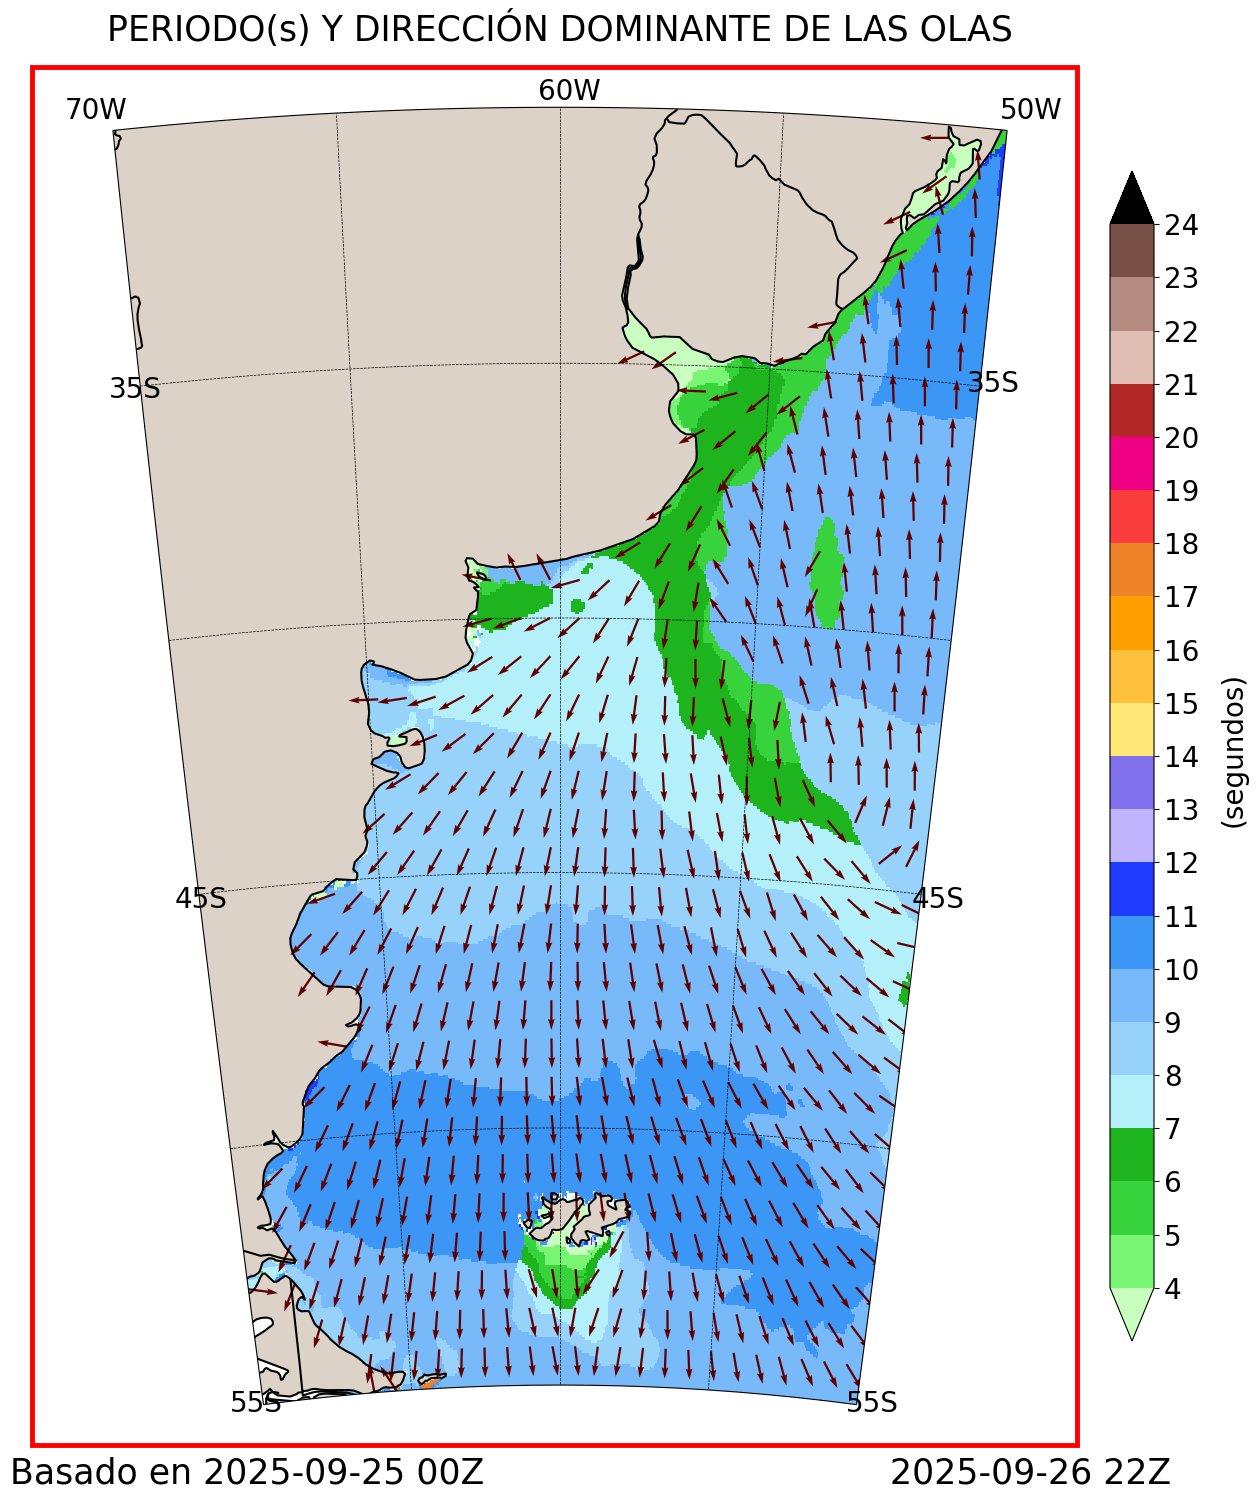 PERIODO(s) Y DIRECCIÓN DOMINANTE DE LAS OLAS
70W
60W
50W
35S
35S
45S
45S
55S
55S
24
23
22
21
20
19
18
17
16
15
14
13
12
11
10
9
8
7
6
5
4
(segundos)
Basado en 2025-09-25 00Z
2025-09-26 22Z